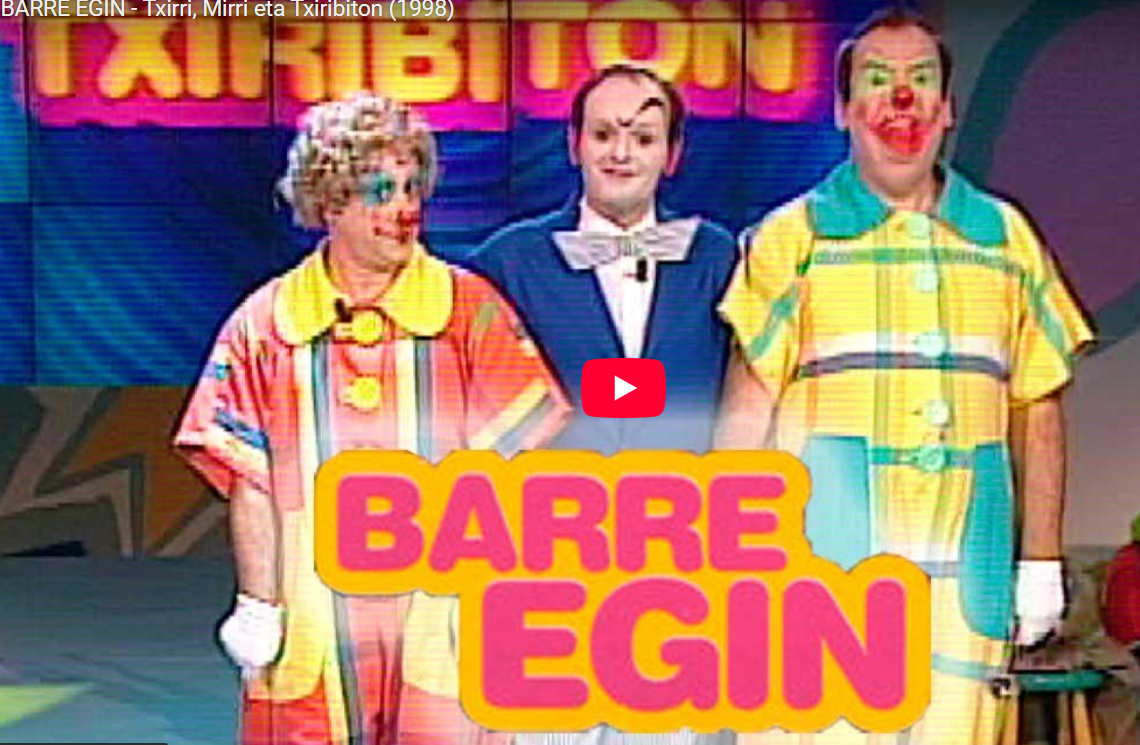 BARRE EGIN - Txirri, Mirri eta Txiribiton (1998)
TXIRIBITON
BARRE
EGIN